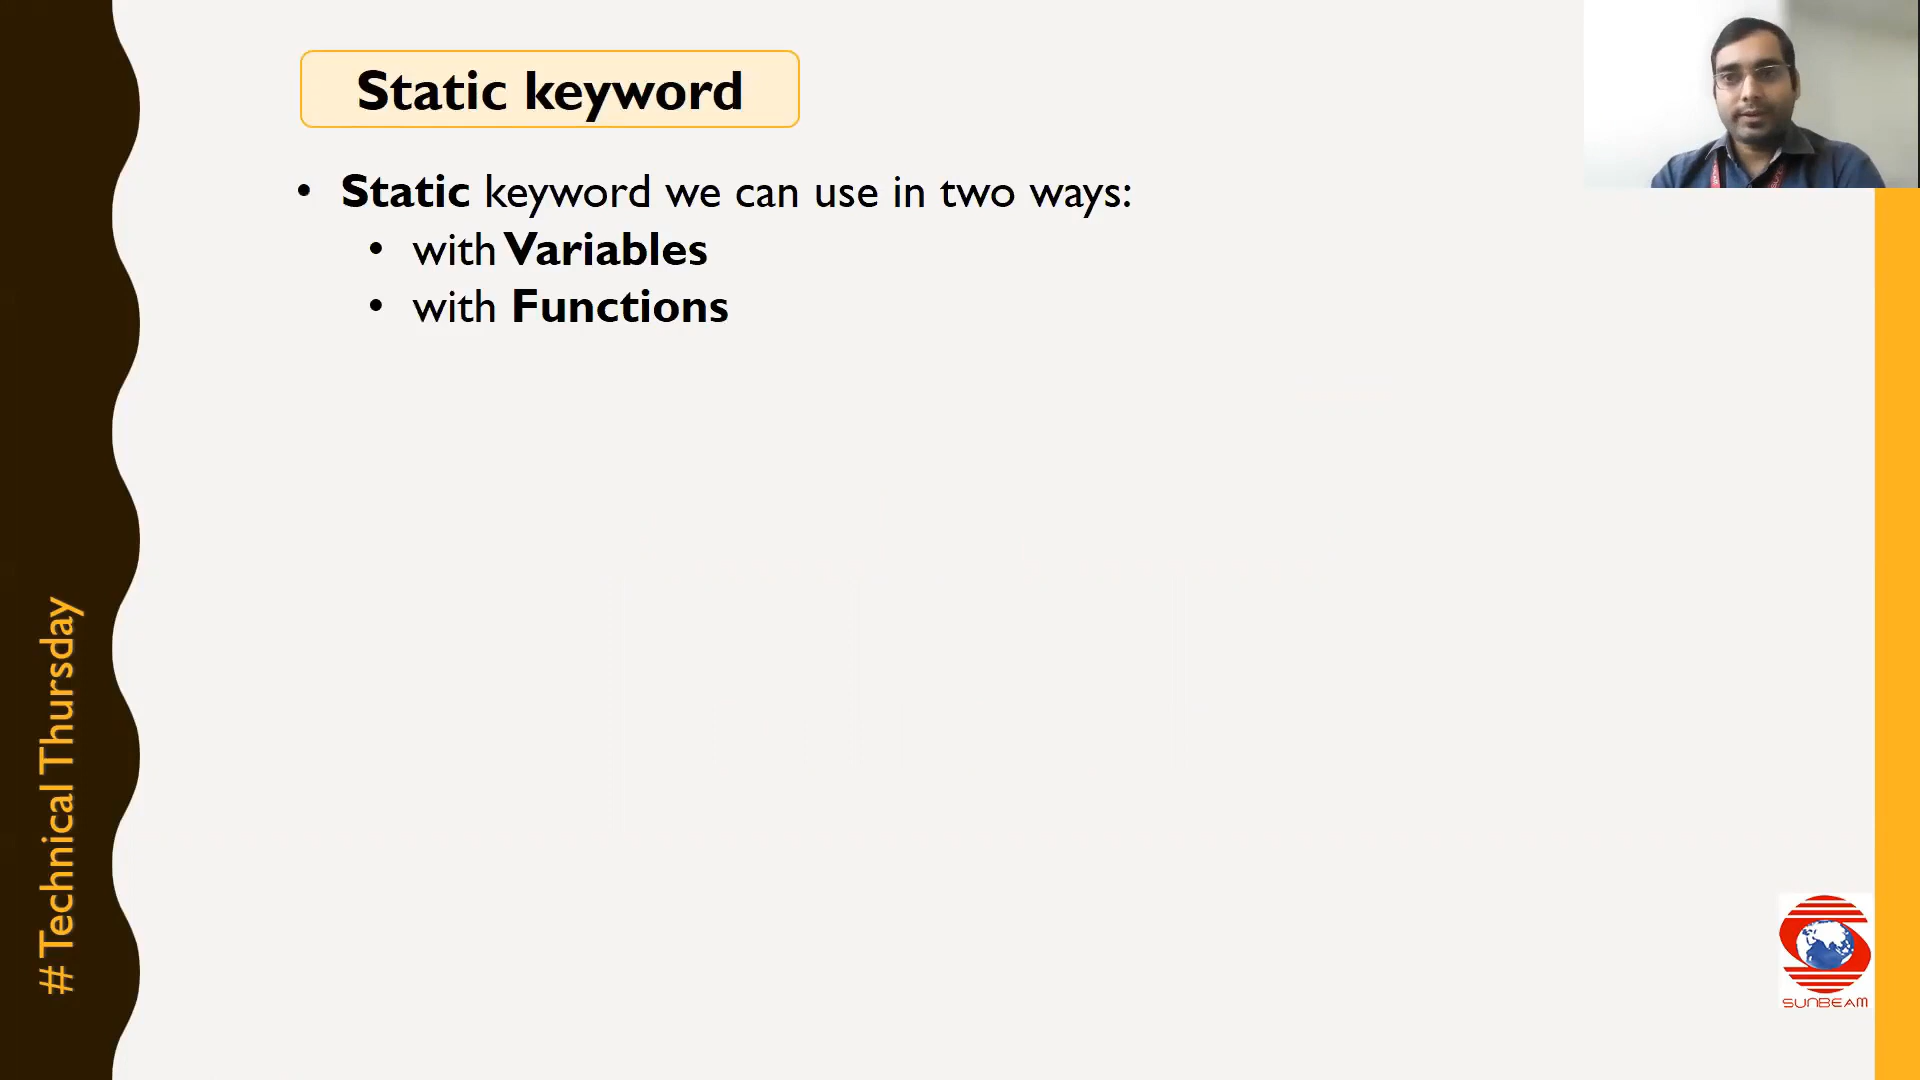 Static keyword
• Static keyword we can use in two ways:
• with Variables
• with Functions
# Technical Thursday
SUNBEAM